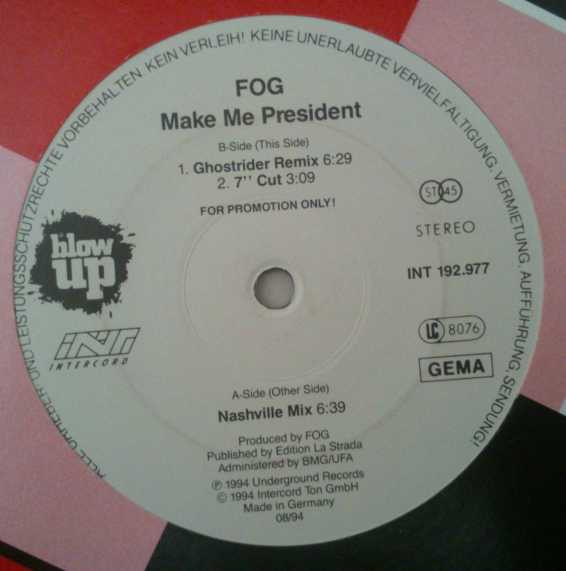 ALLE URHEBER- UND LEISTUNGSSCHUTZRECHTE VORBEHALTEN. KEIN VERLEIH! KEINE UNERLAUBTE VERVIELFÄLTIGUNG, VERMIETUNG, AUFFÜHRUNG, SENDUNG!
FOG
Make Me President
B-Side (This Side)
1. Ghostrider Remix 6:29
2. 7'' Cut 3:09
FOR PROMOTION ONLY!
ST 45
STEREO
blow
up
INT 192.977
INT
INTERCORD
LC 8076
GEMA
A-Side (Other Side)
Nashville Mix 6:39
Produced by FOG
Published by Edition La Strada
Administered by BMG/UFA
℗ 1994 Underground Records
© 1994 Intercord Ton GmbH
Made in Germany
08/94